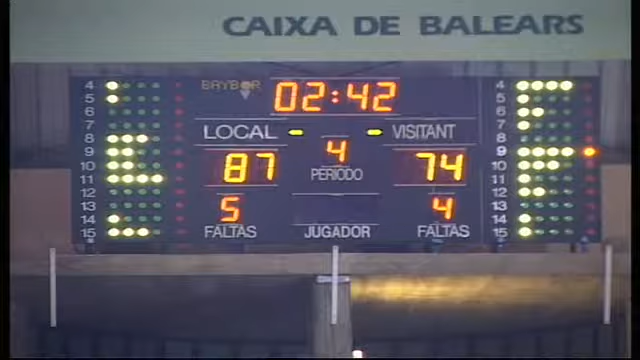 CAIXA DE BALEARS
BAYBOR
02:42
LOCAL VISITANT
87 4 74
PERIODO
5 4
FALTAS JUGADOR FALTAS
4 4
5 5
6 6
7 7
8 8
9 9
10 10
11 11
12 12
13 13
14 14
15 15